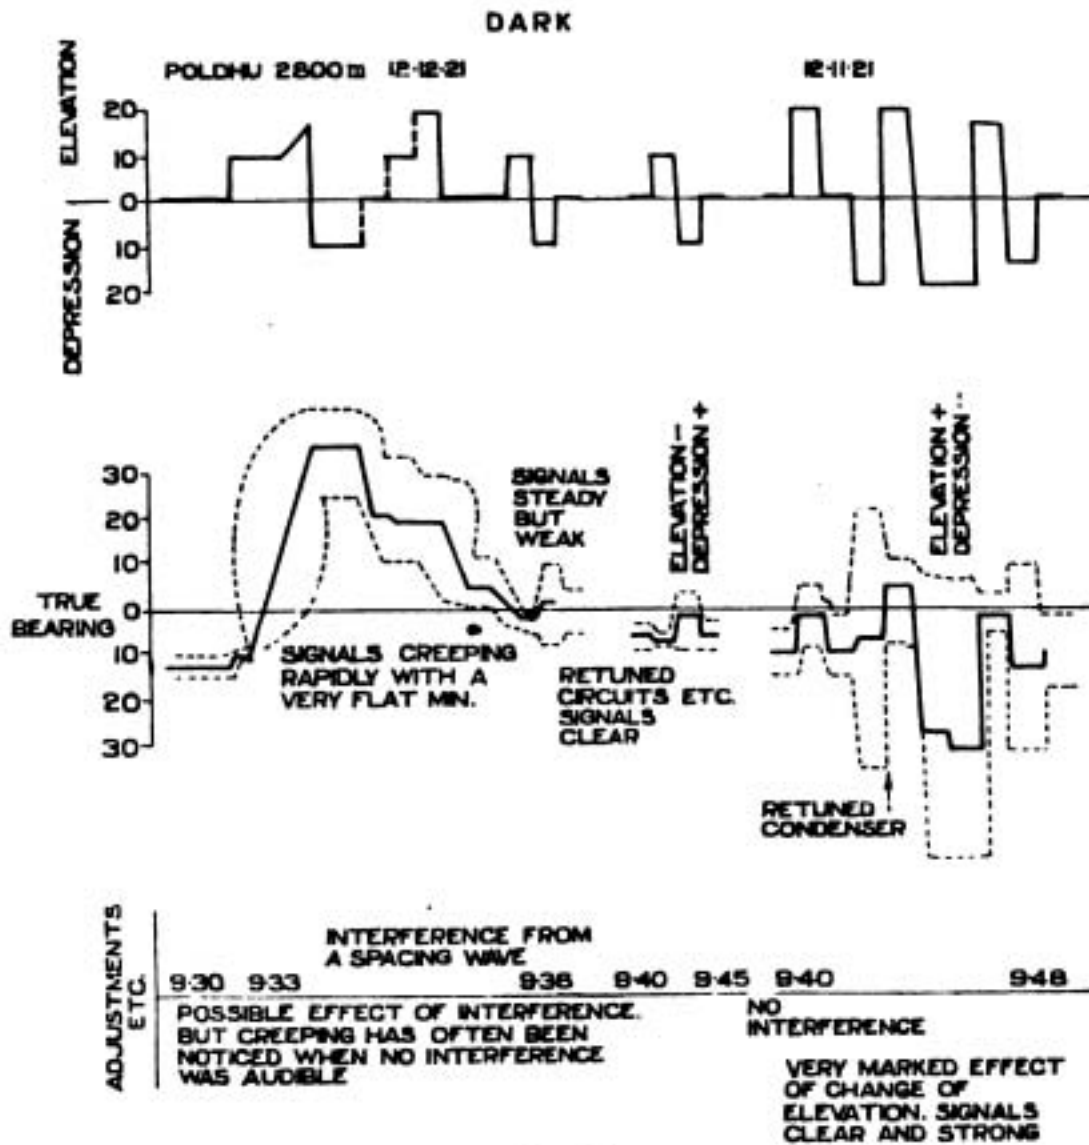 DARK
POLDHU 2800m 12·12·21
12·11·21
ELEVATION
DEPRESSION
20
10
0
10
20
30
20
10
0
10
20
30
TRUE
BEARING
SIGNALS
STEADY
BUT
WEAK
ELEVATION -
DEPRESSION +
ELEVATION +
DEPRESSION -
SIGNALS CREEPING
RAPIDLY WITH A
VERY FLAT MIN.
RETUNED
CIRCUITS ETC.
SIGNALS
CLEAR
RETUNED
CONDENSER
ADJUSTMENTS
ETC.
INTERFERENCE FROM
A SPACING WAVE
9·30 9·33 9·36 9·40 9·45 9·40 9·48
POSSIBLE EFFECT OF INTERFERENCE.
BUT CREEPING HAS OFTEN BEEN
NOTICED WHEN NO INTERFERENCE
WAS AUDIBLE
NO
INTERFERENCE
VERY MARKED EFFECT
OF CHANGE OF
ELEVATION. SIGNALS
CLEAR AND STRONG